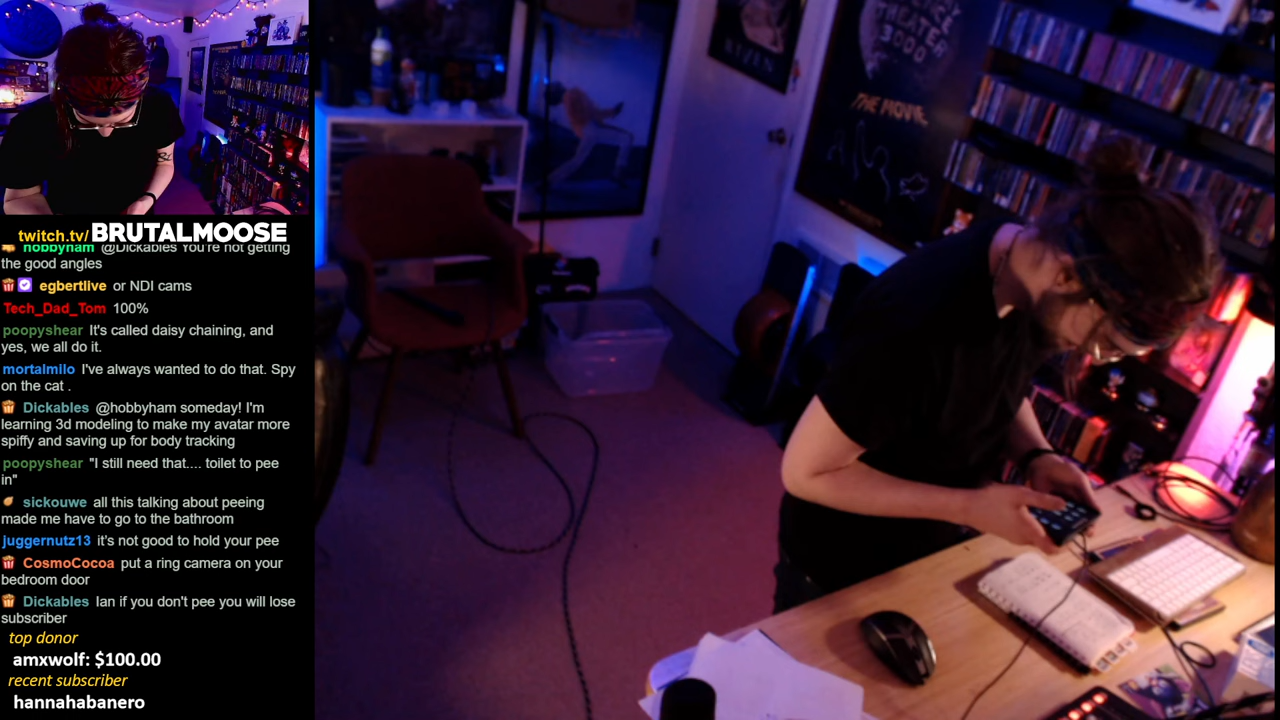 twitch.tv/BRUTALMOOSE
hobbyham @Dickables You're not getting
the good angles
egbertlive or NDI cams
Tech_Dad_Tom 100%
poopyshear It's called daisy chaining, and
yes, we all do it.
mortalmilo I've always wanted to do that. Spy
on the cat .
Dickables @hobbyham someday! I'm
learning 3d modeling to make my avatar more
spiffy and saving up for body tracking
poopyshear "I still need that.... toilet to pee
in"
sickouwe all this talking about peeing
made me have to go to the bathroom
juggernutz13 it's not good to hold your pee
CosmoCocoa put a ring camera on your
bedroom door
Dickables Ian if you don't pee you will lose
subscriber
top donor
amxwolf: $100.00
recent subscriber
hannahabanero
THEATER
3000
THE MOVIE